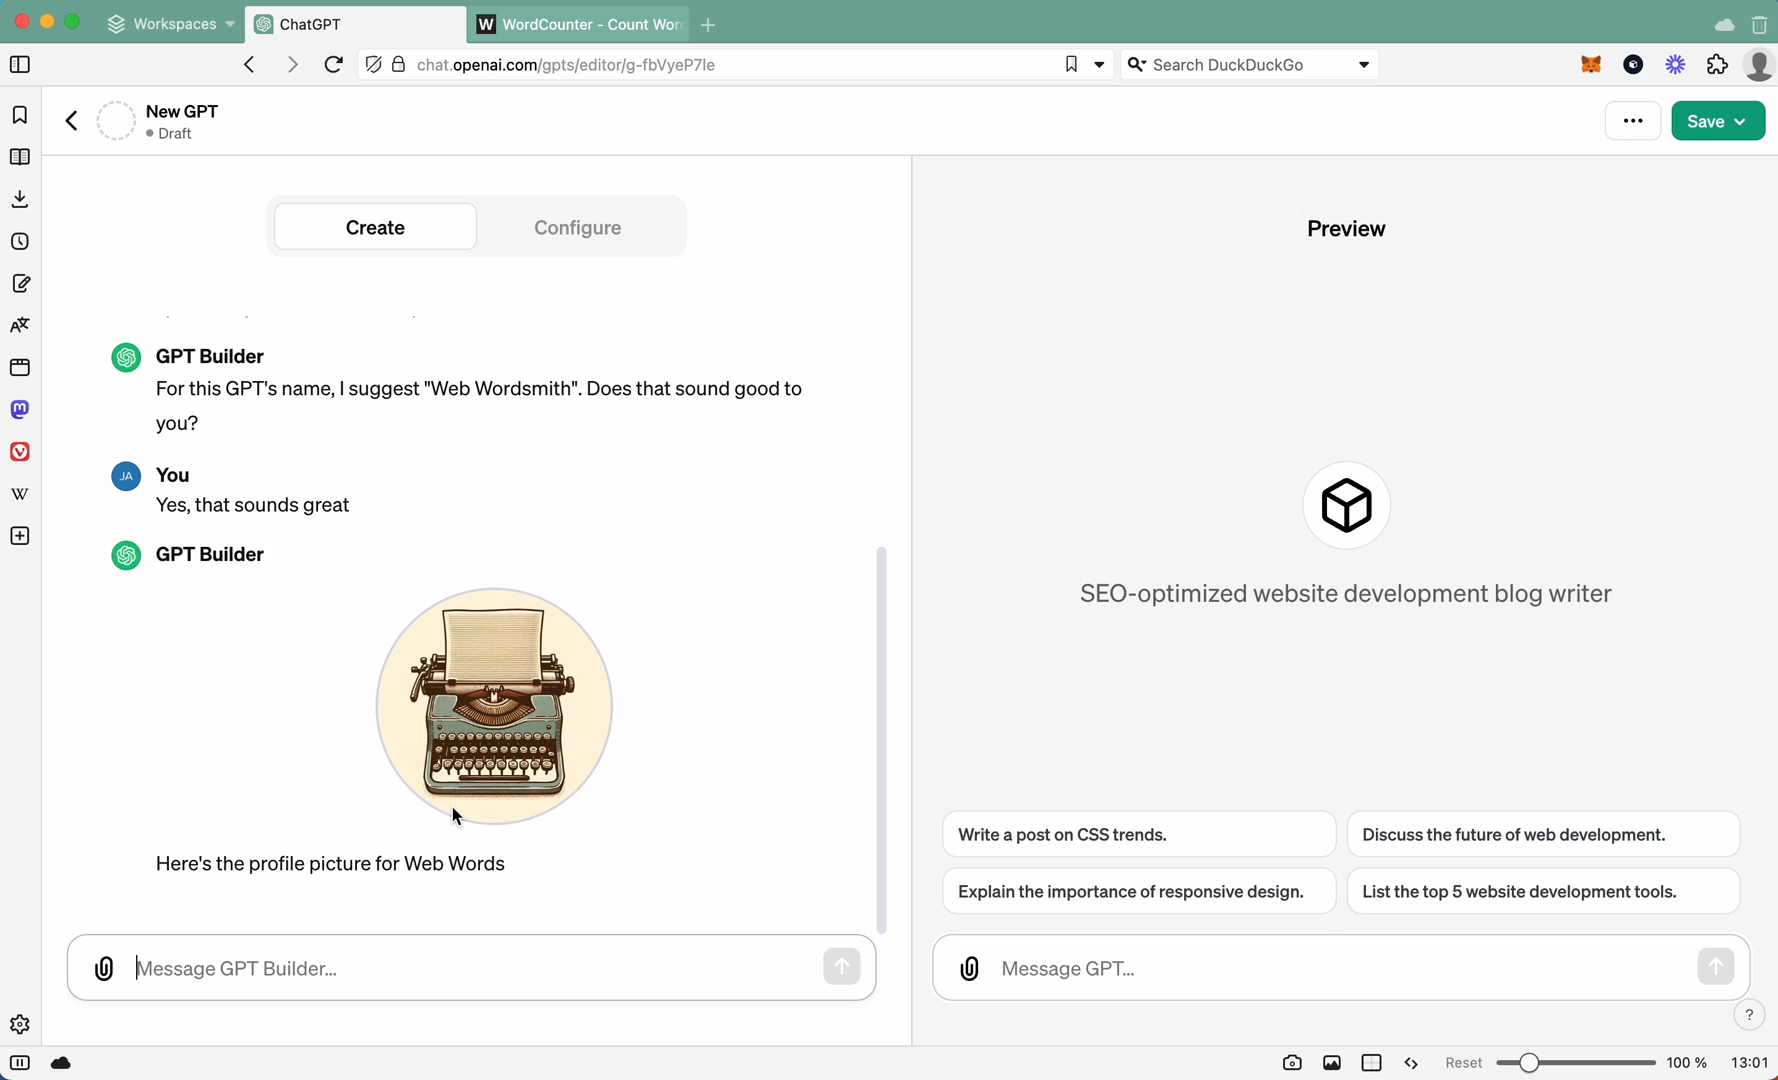 Workspaces
ChatGPT
W WordCounter - Count Wor
chat.openai.com/gpts/editor/g-fbVyeP7Ie
Search DuckDuckGo
New GPT
Draft
Save
Create
Configure
Preview
GPT Builder
For this GPT's name, I suggest "Web Wordsmith". Does that sound good to
you?
JA
You
Yes, that sounds great
GPT Builder
SEO-optimized website development blog writer
Here's the profile picture for Web Words
Write a post on CSS trends.
Discuss the future of web development.
Explain the importance of responsive design.
List the top 5 website development tools.
Message GPT Builder...
Message GPT...
?
W
Reset
100 %
13:01